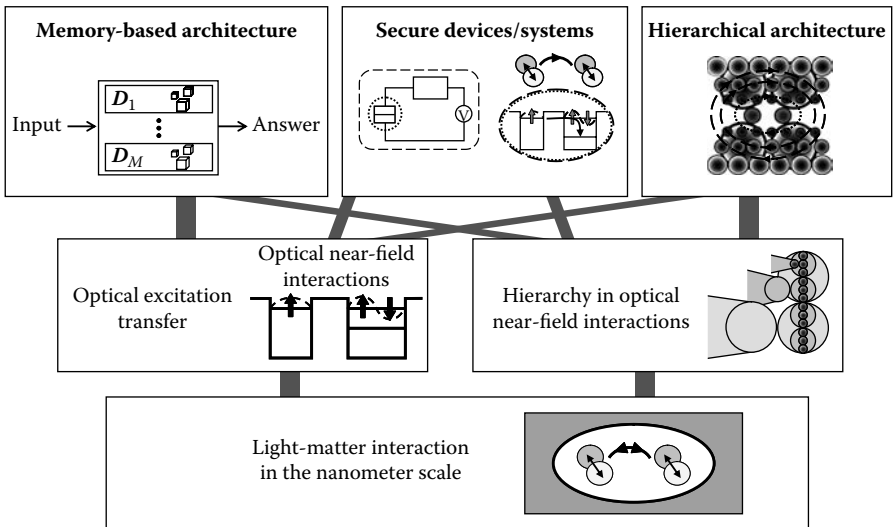 Memory-based architecture
Secure devices/systems
Hierarchical architecture
D1
Input
Answer
DM
V
Optical near-field
interactions
Optical excitation
transfer
Hierarchy in optical
near-field interactions
Light-matter interaction
in the nanometer scale